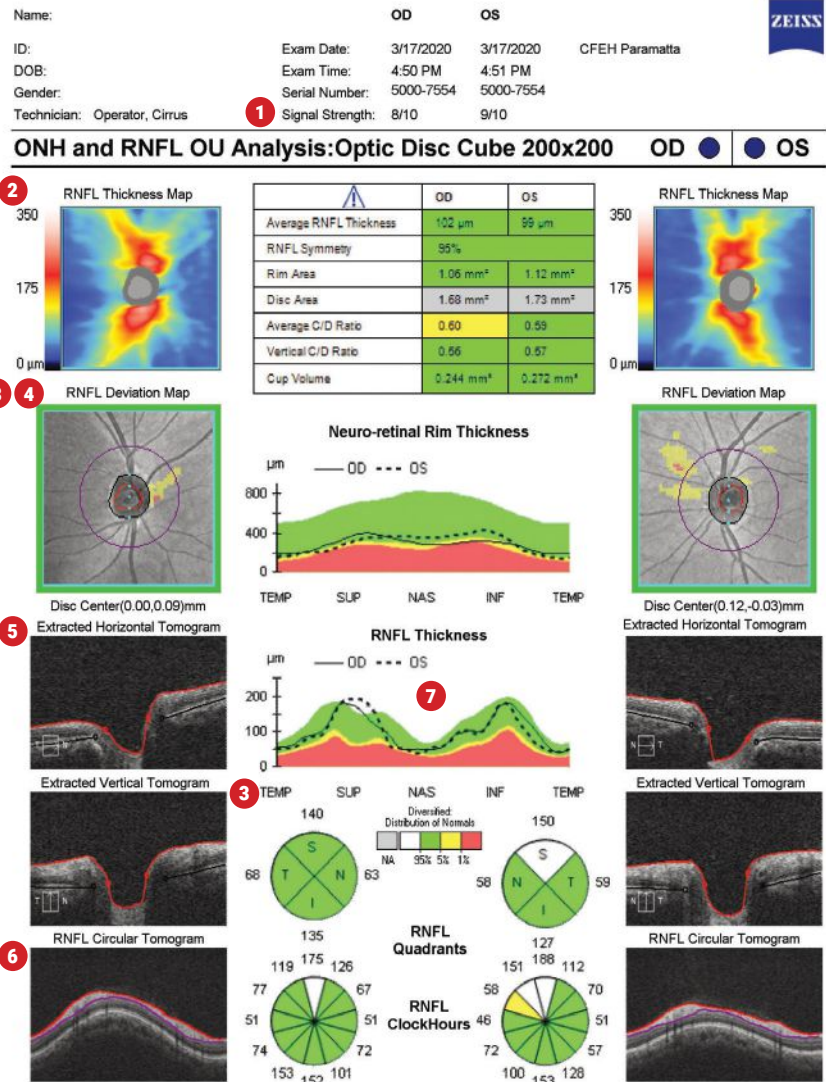 Name: OD OS
ZEISS
ID: Exam Date: 3/17/2020 3/17/2020 CFEH Paramatta
DOB: Exam Time: 4:50 PM 4:51 PM
Gender: Serial Number: 5000-7554 5000-7554
Technician: Operator, Cirrus 1 Signal Strength: 8/10 9/10
ONH and RNFL OU Analysis:Optic Disc Cube 200x200 OD OS
2 RNFL Thickness Map
350
175
0 µm
OD OS
Average RNFL Thickness 102 µm 99 µm
RNFL Symmetry 95%
Rim Area 1.06 mm² 1.12 mm²
Disc Area 1.68 mm² 1.73 mm²
Average C/D Ratio 0.60 0.59
Vertical C/D Ratio 0.56 0.57
Cup Volume 0.244 mm³ 0.272 mm³
RNFL Thickness Map
350
175
0 µm
4 RNFL Deviation Map
Disc Center(0.00,0.09)mm
Neuro-retinal Rim Thickness
µm OD OS
800
400
0
TEMP SUP NAS INF TEMP
RNFL Deviation Map
Disc Center(0.12,-0.03)mm
5 Extracted Horizontal Tomogram
T N
RNFL Thickness
µm OD OS
200
100
0
7
TEMP SUP NAS INF TEMP
Extracted Horizontal Tomogram
N T
Extracted Vertical Tomogram
T N
3
Diversified:
Distribution of Normals
NA 95% 5% 1%
140
S
68 T N 63
I
135
150
S
58 N T 59
I
127
RNFL
Quadrants
Extracted Vertical Tomogram
N T
6 RNFL Circular Tomogram
175
119 126
77 67
51 51
74 72
153 152 101
RNFL
ClockHours
188
151 112
58 70
46 51
72 57
100 153 128
RNFL Circular Tomogram